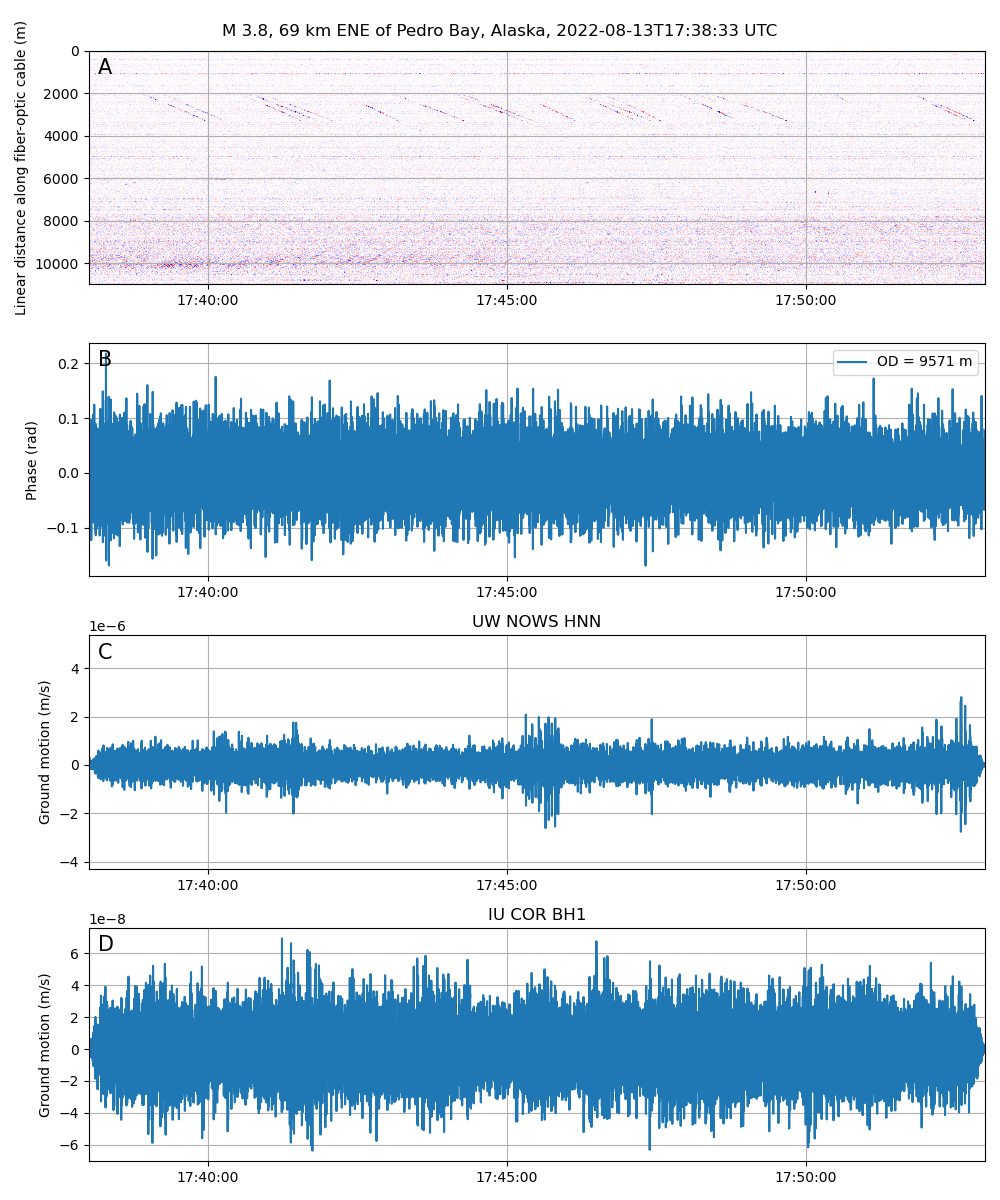 M 3.8, 69 km ENE of Pedro Bay, Alaska, 2022-08-13T17:38:33 UTC
A
Linear distance along fiber-optic cable (m)
0
2000
4000
6000
8000
10000
17:40:00 17:45:00 17:50:00
B
OD = 9571 m
Phase (rad)
0.2
0.1
0.0
−0.1
17:40:00 17:45:00 17:50:00
UW NOWS HNN
1e−6
C
Ground motion (m/s)
4
2
0
−2
−4
17:40:00 17:45:00 17:50:00
IU COR BH1
1e−8
D
Ground motion (m/s)
6
4
2
0
−2
−4
−6
17:40:00 17:45:00 17:50:00